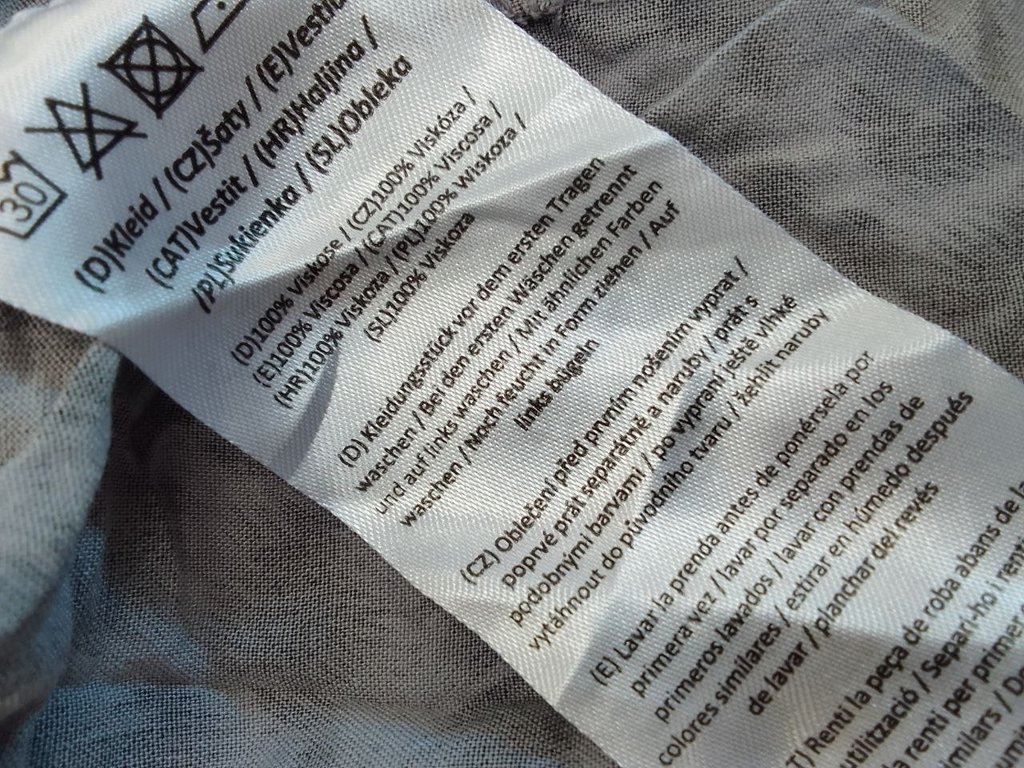 30
(D)Kleid / (CZ)šaty / (E)Vestit
(CAT)Vestit / (HR)Haljina /
(PL)Sukienka / (SL)Obleka
(D)100% Viskose / (CZ)100% Viskóza /
(E)100% Viscosa / (CAT)100% Viscosa /
(HR)100% Viskoza / (PL)100% Wiskoza /
(SL)100% Viskoza
(D) Kleidungsstück vor dem ersten Tragen
waschen / Bei den ersten Wäschen getrennt
und auf links waschen / Mit ähnlichen Farben
waschen / Noch feucht in Form ziehen / Auf
links bügeln
(CZ) Oblečení před prvním nošením vyprat /
poprvé prát separátně a naruby / prát s
podobnými barvami / po vypraní ještě vlhké
vytáhnout do původního tvaru / žehlit naruby
(E) Lavar la prenda antes de ponérsela por
primera vez / lavar por separado en los
primeros lavados / lavar con prendas de
colores similares / estirar en húmedo después
de lavar / planchar del revés
T) Renti la peça de roba abans de la
utilització / Separi-ho i renti
la renti per primer
milars / D